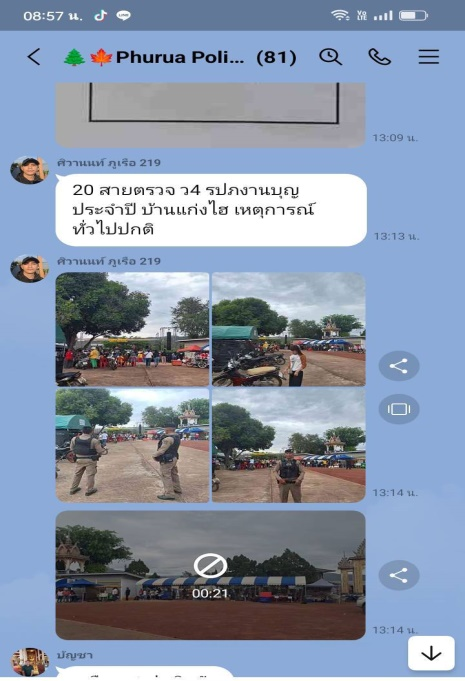 08:57 น.
Phurua Poli... (81)
13:09 น.
ศิวานนท์ ภูเรือ 219
20 สายตรวจ ว4 รปภงานบุญ
ประจำปี บ้านแก่งไฮ เหตุการณ์
ทั่วไปปกติ
13:13 น.
ศิวานนท์ ภูเรือ 219
13:14 น.
00:21
13:14 น.
บัญชา